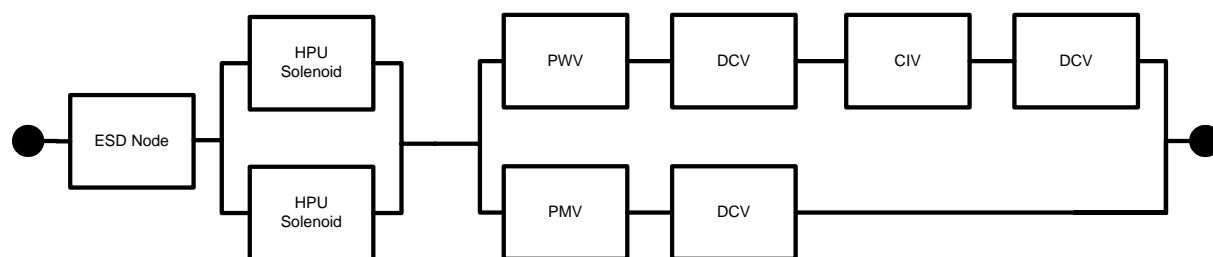 HPU
Solenoid
PWV
DCV
CIV
DCV
ESD Node
HPU
Solenoid
PMV
DCV